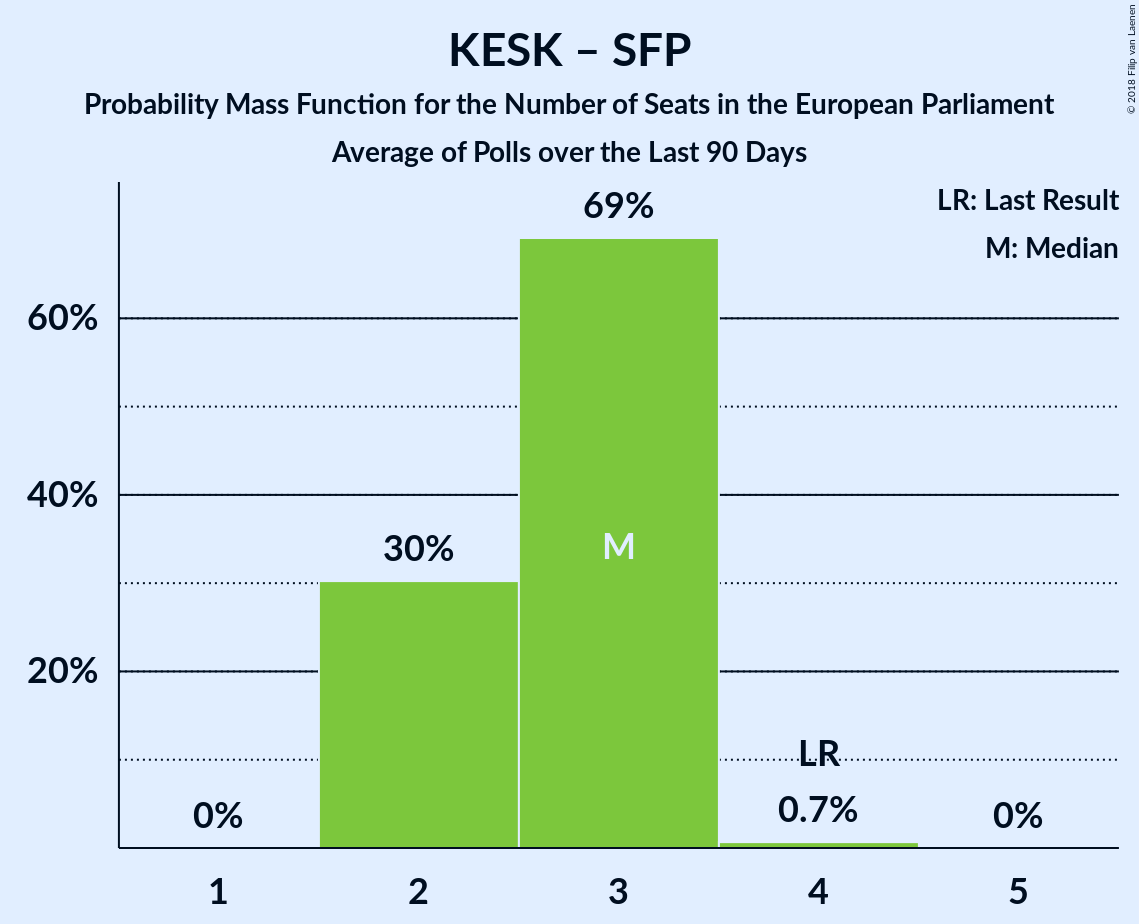 KESK – SFP
Probability Mass Function for the Number of Seats in the European Parliament
Average of Polls over the Last 90 Days
© 2018 Filip van Laenen
LR: Last Result
M: Median
69%
60%
40%
30%
M
20%
LR
0%
0.7%
0%
1 2 3 4 5